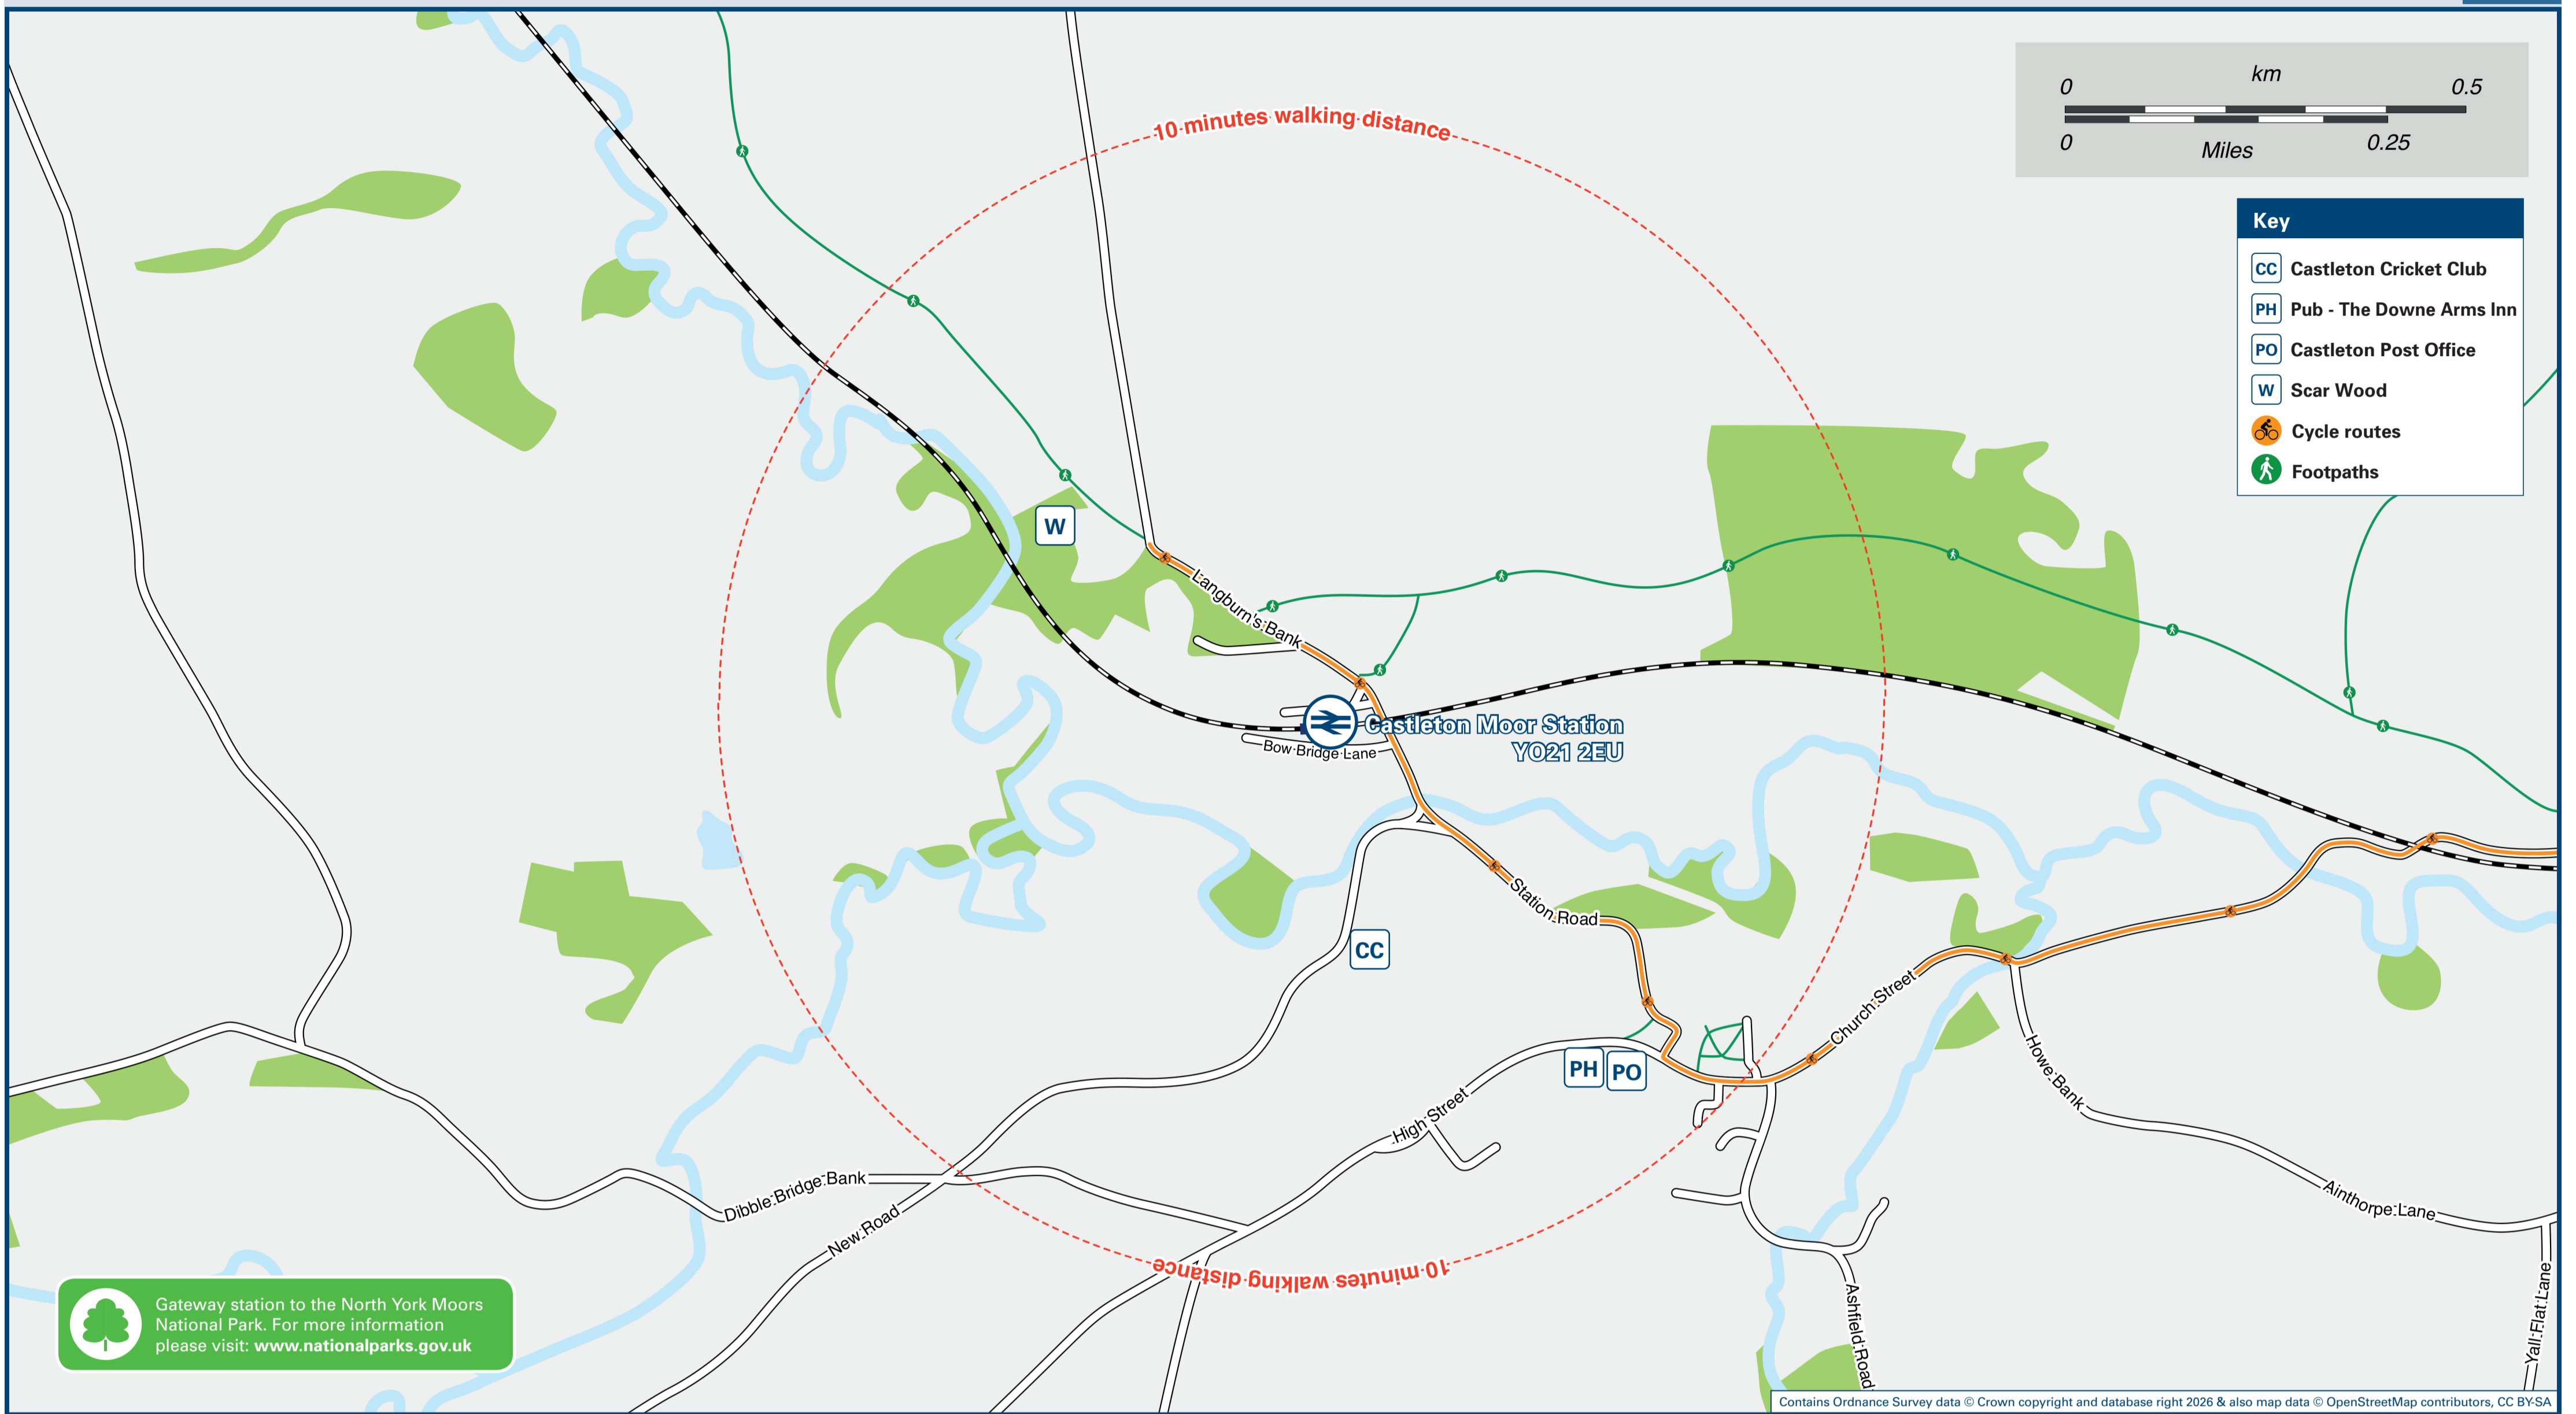 10 minutes walking distance
km
0 0.5
0 0.25
Miles
Key
CC Castleton Cricket Club
PH Pub - The Downe Arms Inn
PO Castleton Post Office
W Scar Wood
Cycle routes
Footpaths
W
Langburn's Bank
Castleton Moor Station
YO21 2EU
Bow Bridge Lane
Station Road
CC
Church Street
PH PO
High Street
Howe Bank
Dibble Bridge Bank
New Road
Ainthorpe Lane
10 minutes walking distance
Ashfield Road
Yall Flat Lane
Gateway station to the North York Moors
National Park. For more information
please visit: www.nationalparks.gov.uk
Contains Ordnance Survey data © Crown copyright and database right 2026 & also map data © OpenStreetMap contributors, CC BY-SA